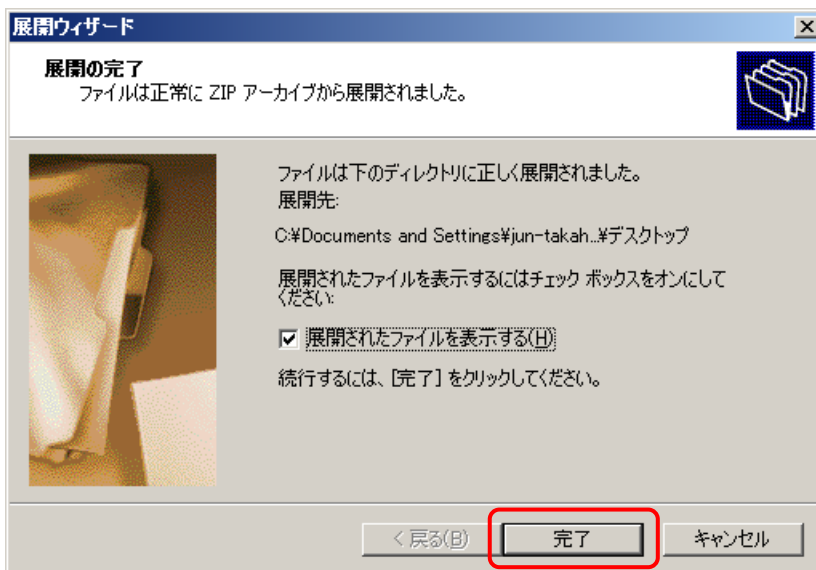 展開ウィザード
展開の完了
ファイルは正常に ZIP アーカイブから展開されました。
ファイルは下のディレクトリに正しく展開されました。
展開先:
C:¥Documents and Settings¥jun-takah..¥デスクトップ
展開されたファイルを表示するにはチェック ボックスをオンにして
ください:
展開されたファイルを表示する(H)
続行するには、[完了] をクリックしてください。
< 戻る(B)
完了
キャンセル